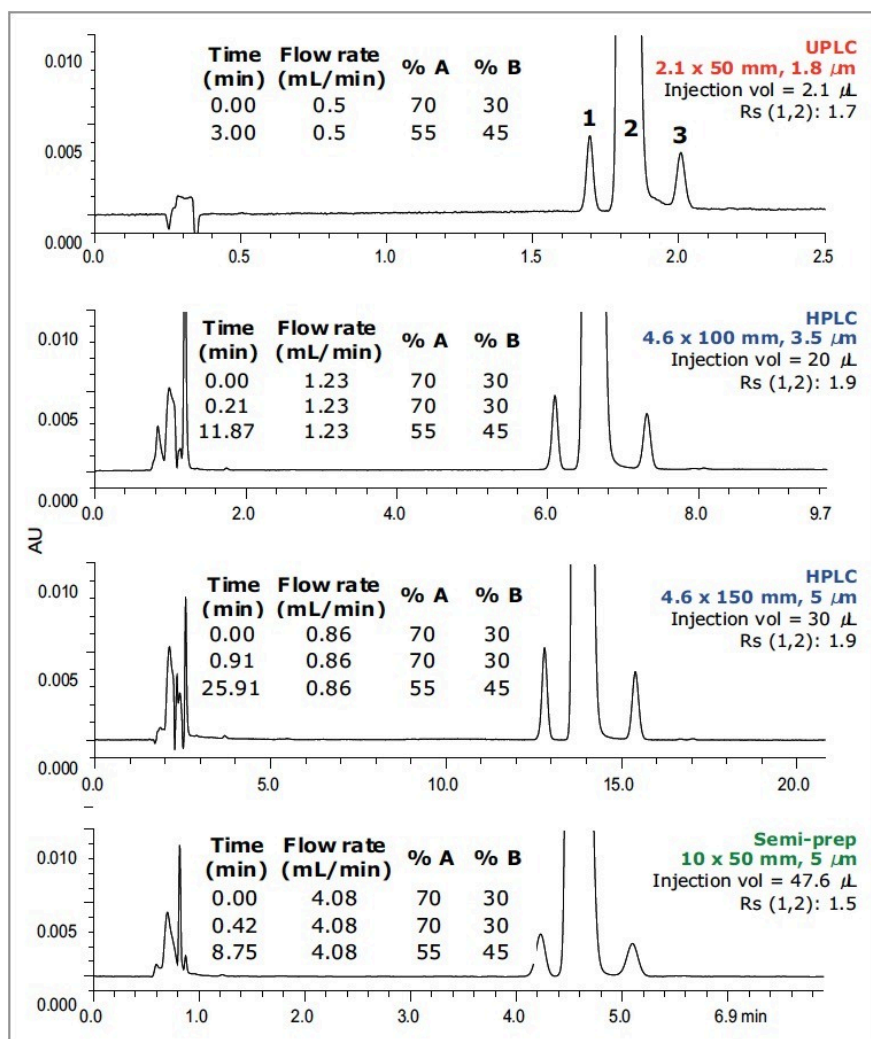 UPLC
2.1 x 50 mm, 1.8 µm
Injection vol = 2.1 µL
Rs (1,2): 1.7
Time Flow rate % A % B
(min) (mL/min)
0.00 0.5 70 30
3.00 0.5 55 45
1 2 3
0.010
0.005
0.000
0.0 0.5 1.0 1.5 2.0 2.5
HPLC
4.6 x 100 mm, 3.5 µm
Injection vol = 20 µL
Rs (1,2): 1.9
Time Flow rate % A % B
(min) (mL/min)
0.00 1.23 70 30
0.21 1.23 70 30
11.87 1.23 55 45
0.010
0.005
0.000
0.0 2.0 4.0 6.0 8.0 9.7
AU
HPLC
4.6 x 150 mm, 5 µm
Injection vol = 30 µL
Rs (1,2): 1.9
Time Flow rate % A % B
(min) (mL/min)
0.00 0.86 70 30
0.91 0.86 70 30
25.91 0.86 55 45
0.010
0.005
0.000
0.0 5.0 10.0 15.0 20.0
Semi-prep
10 x 50 mm, 5 µm
Injection vol = 47.6 µL
Rs (1,2): 1.5
Time Flow rate % A % B
(min) (mL/min)
0.00 4.08 70 30
0.42 4.08 70 30
8.75 4.08 55 45
0.010
0.005
0.000
0.0 1.0 2.0 3.0 4.0 5.0 6.9 min